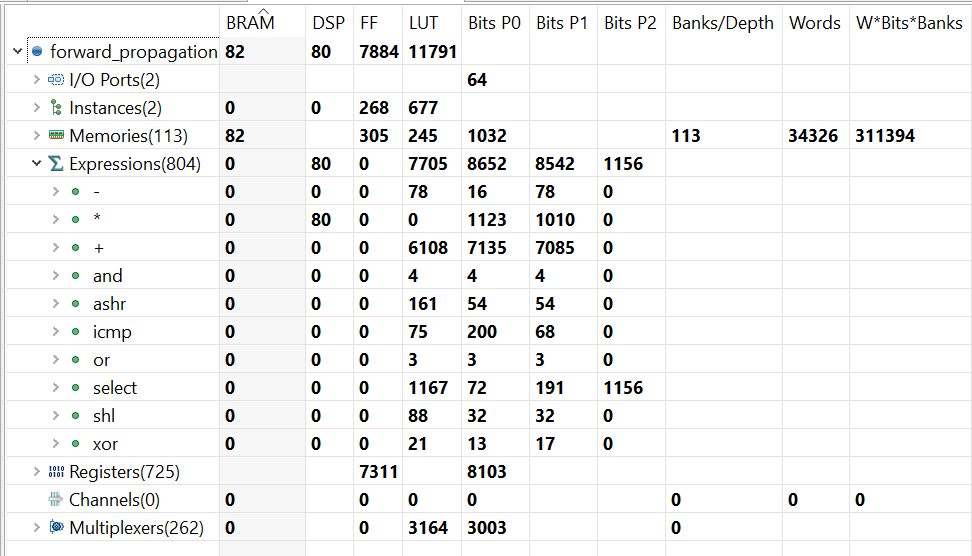 BRAM DSP FF LUT Bits P0 Bits P1 Bits P2 Banks/Depth Words W*Bits*Banks
forward_propagation 82 80 7884 11791
I/O Ports(2) 64
Instances(2) 0 0 268 677
Memories(113) 82 305 245 1032 113 34326 311394
Expressions(804) 0 80 0 7705 8652 8542 1156
- 0 0 0 78 16 78 0
* 0 80 0 0 1123 1010 0
+ 0 0 0 6108 7135 7085 0
and 0 0 0 4 4 4 0
ashr 0 0 0 161 54 54 0
icmp 0 0 0 75 200 68 0
or 0 0 0 3 3 3 0
select 0 0 0 1167 72 191 1156
shl 0 0 0 88 32 32 0
xor 0 0 0 21 13 17 0
Registers(725) 7311 8103
Channels(0) 0 0 0 0 0 0 0
Multiplexers(262) 0 0 3164 3003 0